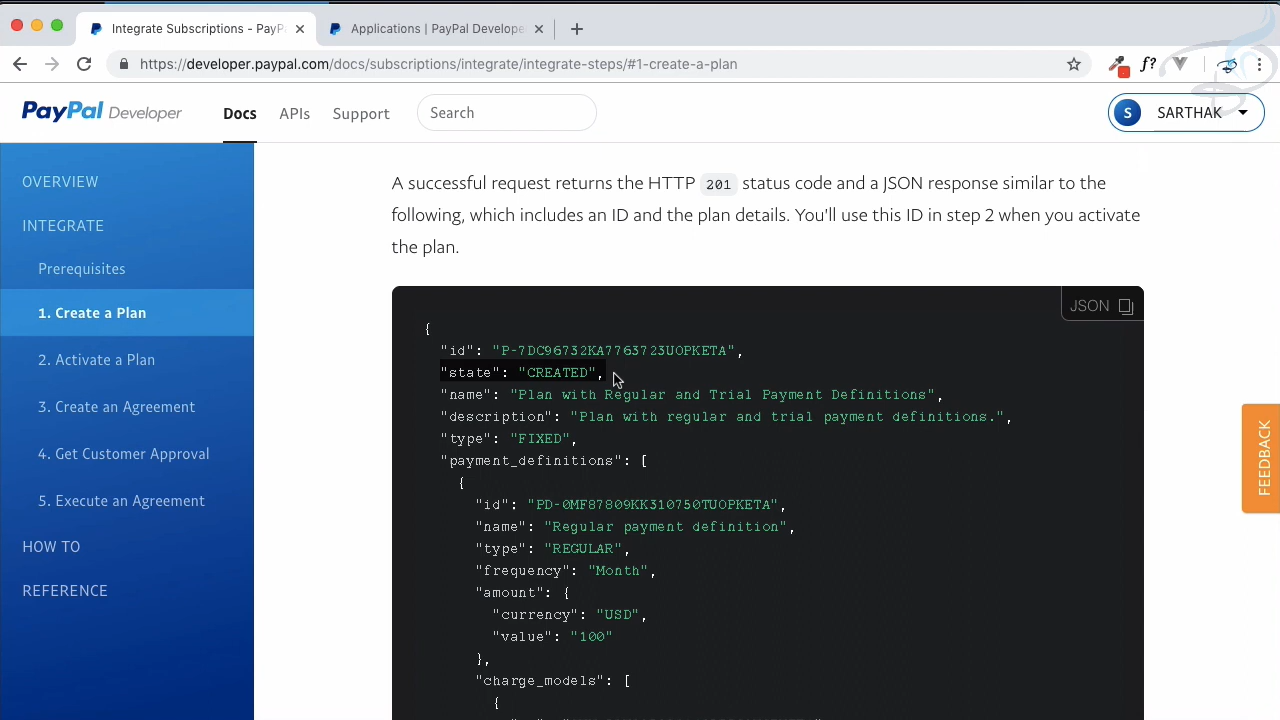 Integrate Subscriptions - PayP
Applications | PayPal Develope
https://developer.paypal.com/docs/subscriptions/integrate/integrate-steps/#1-create-a-plan
f?
PayPal Developer
Docs
APIs
Support
Search
S
SARTHAK
OVERVIEW
INTEGRATE
Prerequisites
1. Create a Plan
2. Activate a Plan
3. Create an Agreement
4. Get Customer Approval
5. Execute an Agreement
HOW TO
REFERENCE
A successful request returns the HTTP 201 status code and a JSON response similar to the
following, which includes an ID and the plan details. You'll use this ID in step 2 when you activate
the plan.
JSON
{
"id": "P-7DC96732KA7763723UOPKETA",
"state": "CREATED",
"name": "Plan with Regular and Trial Payment Definitions",
"description": "Plan with regular and trial payment definitions.",
"type": "FIXED",
"payment_definitions": [
{
"id": "PD-0MF87809KK310750TUOPKETA",
"name": "Regular payment definition",
"type": "REGULAR",
"frequency": "Month",
"amount": {
"currency": "USD",
"value": "100"
},
"charge_models": [
{
FEEDBACK